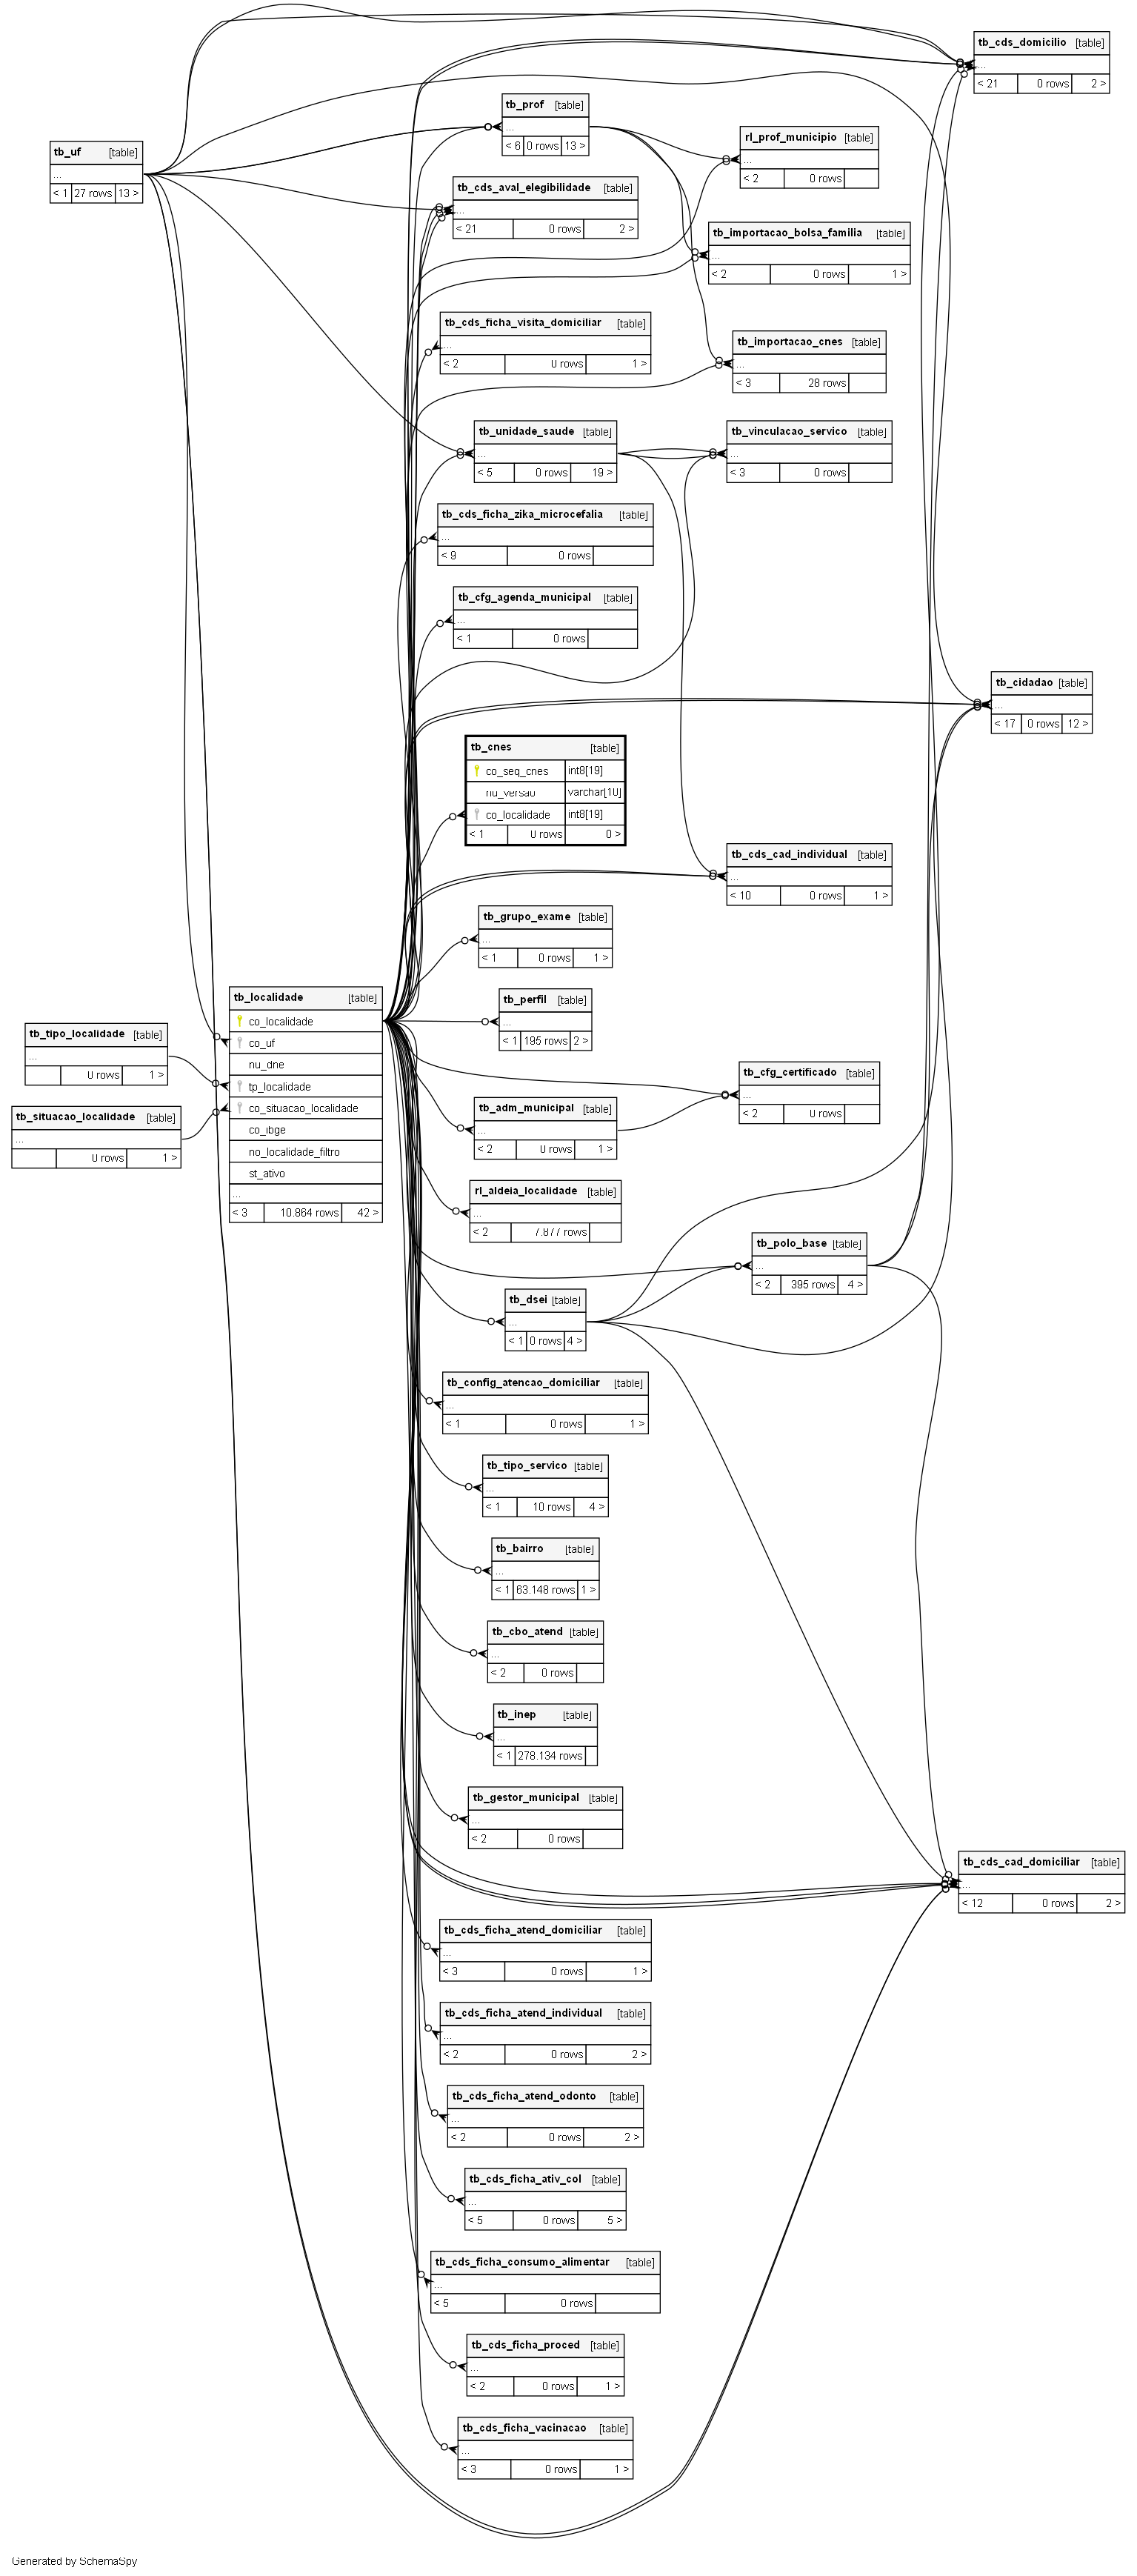 tb_cds_domicilio [table]
...
< 21 0 rows 2 >
tb_prof [table]
...
< 6 0 rows 13 >
rl_prof_municipio [table]
...
< 2 0 rows
tb_uf [table]
...
< 1 27 rows 13 >
tb_cds_aval_elegibilidade [table]
...
< 21 0 rows 2 >
tb_importacao_bolsa_familia [table]
...
< 2 0 rows 1 >
tb_cds_ficha_visita_domiciliar [table]
...
< 2 0 rows 1 >
tb_importacao_cnes [table]
...
< 3 28 rows
tb_unidade_saude [table]
...
< 5 0 rows 19 >
tb_vinculacao_servico [table]
...
< 3 0 rows
tb_cds_ficha_zika_microcefalia [table]
...
< 9 0 rows
tb_cfg_agenda_municipal [table]
...
< 1 0 rows
tb_cidadao [table]
...
< 17 0 rows 12 >
tb_cnes [table]
co_seq_cnes int8[19]
nu_versao varchar[10]
co_localidade int8[19]
< 1 0 rows 0 >
tb_cds_cad_individual [table]
...
< 10 0 rows 1 >
tb_grupo_exame [table]
...
< 1 0 rows 1 >
tb_perfil [table]
...
< 1 195 rows 2 >
tb_localidade [table]
co_localidade
co_uf
nu_dne
tp_localidade
co_situacao_localidade
co_ibge
no_localidade_filtro
st_ativo
...
< 3 10.864 rows 42 >
tb_tipo_localidade [table]
...
0 rows 1 >
tb_situacao_localidade [table]
...
0 rows 1 >
tb_cfg_certificado [table]
...
< 2 0 rows
tb_adm_municipal [table]
...
< 2 0 rows 1 >
rl_aldeia_localidade [table]
...
< 2 7.877 rows
tb_polo_base [table]
...
< 2 395 rows 4 >
tb_dsei [table]
...
< 1 0 rows 4 >
tb_config_atencao_domiciliar [table]
...
< 1 0 rows 1 >
tb_tipo_servico [table]
...
< 1 10 rows 4 >
tb_bairro [table]
...
< 1 63.148 rows 1 >
tb_cbo_atend [table]
...
< 2 0 rows
tb_inep [table]
...
< 1 278.134 rows
tb_gestor_municipal [table]
...
< 2 0 rows
tb_cds_cad_domiciliar [table]
...
< 12 0 rows 2 >
tb_cds_ficha_atend_domiciliar [table]
...
< 3 0 rows 1 >
tb_cds_ficha_atend_individual [table]
...
< 2 0 rows 2 >
tb_cds_ficha_atend_odonto [table]
...
< 2 0 rows 2 >
tb_cds_ficha_ativ_col [table]
...
< 5 0 rows 5 >
tb_cds_ficha_consumo_alimentar [table]
...
< 5 0 rows
tb_cds_ficha_proced [table]
...
< 2 0 rows 1 >
tb_cds_ficha_vacinacao [table]
...
< 3 0 rows 1 >
Generated by SchemaSpy